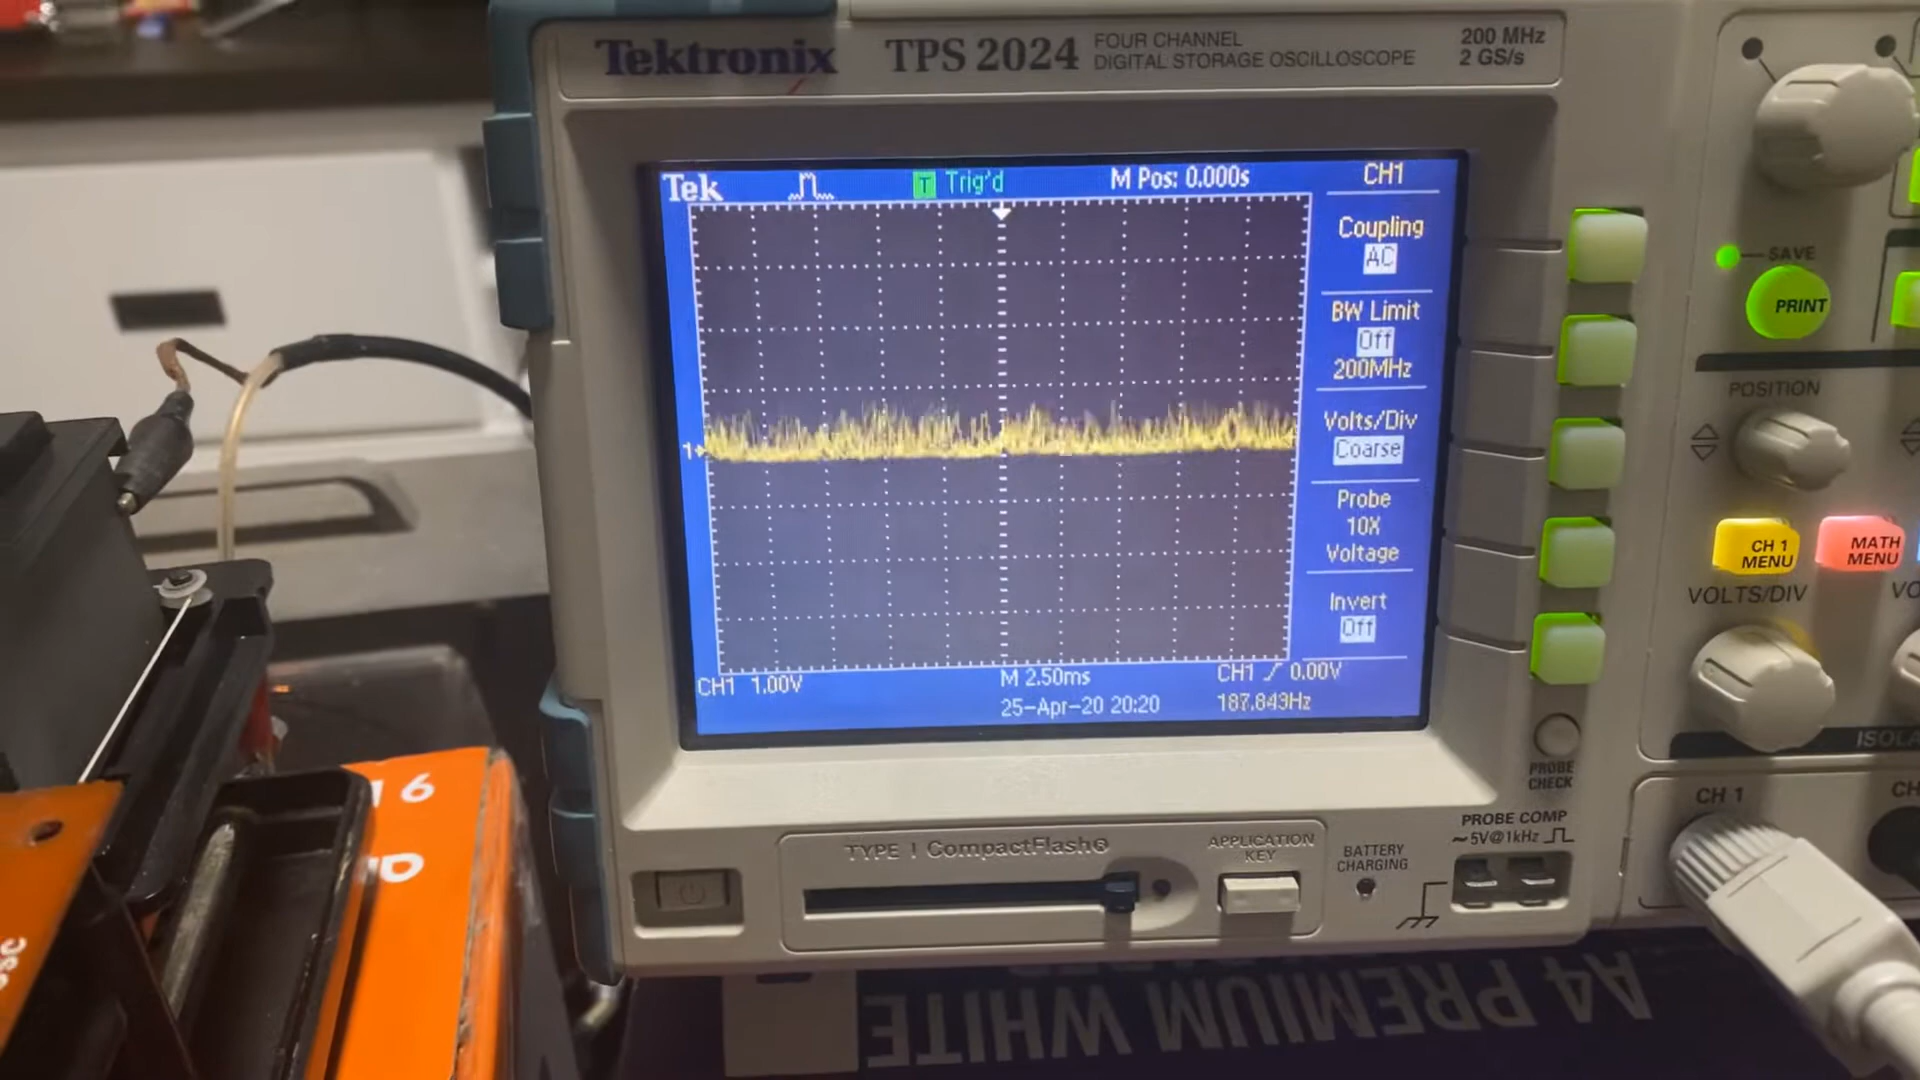 Tektronix TPS 2024 FOUR CHANNEL DIGITAL STORAGE OSCILLOSCOPE 200 MHz 2 GS/s
Tek T Trig'd M Pos: 0.000s CH1
Coupling
AC
BW Limit
Off
200MHz
Volts/Div
Coarse
Probe
10X
Voltage
Invert
Off
1
CH1 1.00V M 2.50ms CH1 0.00V
25-Apr-20 20:20 187.843Hz
SAVE
PRINT
POSITION
CH 1
MENU
MATH
MENU
VOLTS/DIV
PROBE
CHECK
CH 1
PROBE COMP
~5V@1kHz
TYPE I CompactFlash®
APPLICATION
KEY
BATTERY
CHARGING
A4 PREMIUM WHITE
6